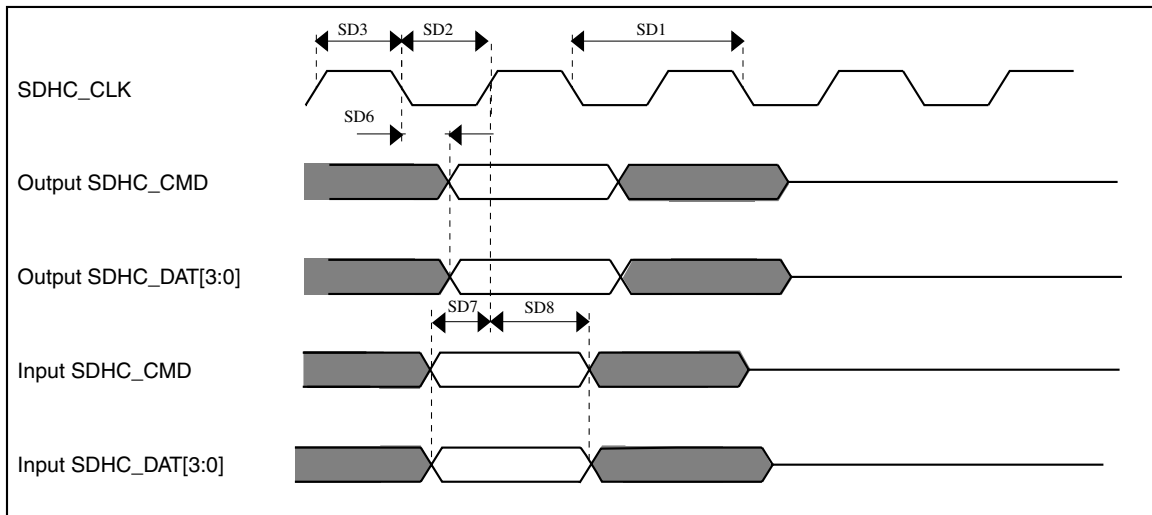 SD3 SD2 SD1
SDHC_CLK
SD6
Output SDHC_CMD
Output SDHC_DAT[3:0]
SD7 SD8
Input SDHC_CMD
Input SDHC_DAT[3:0]